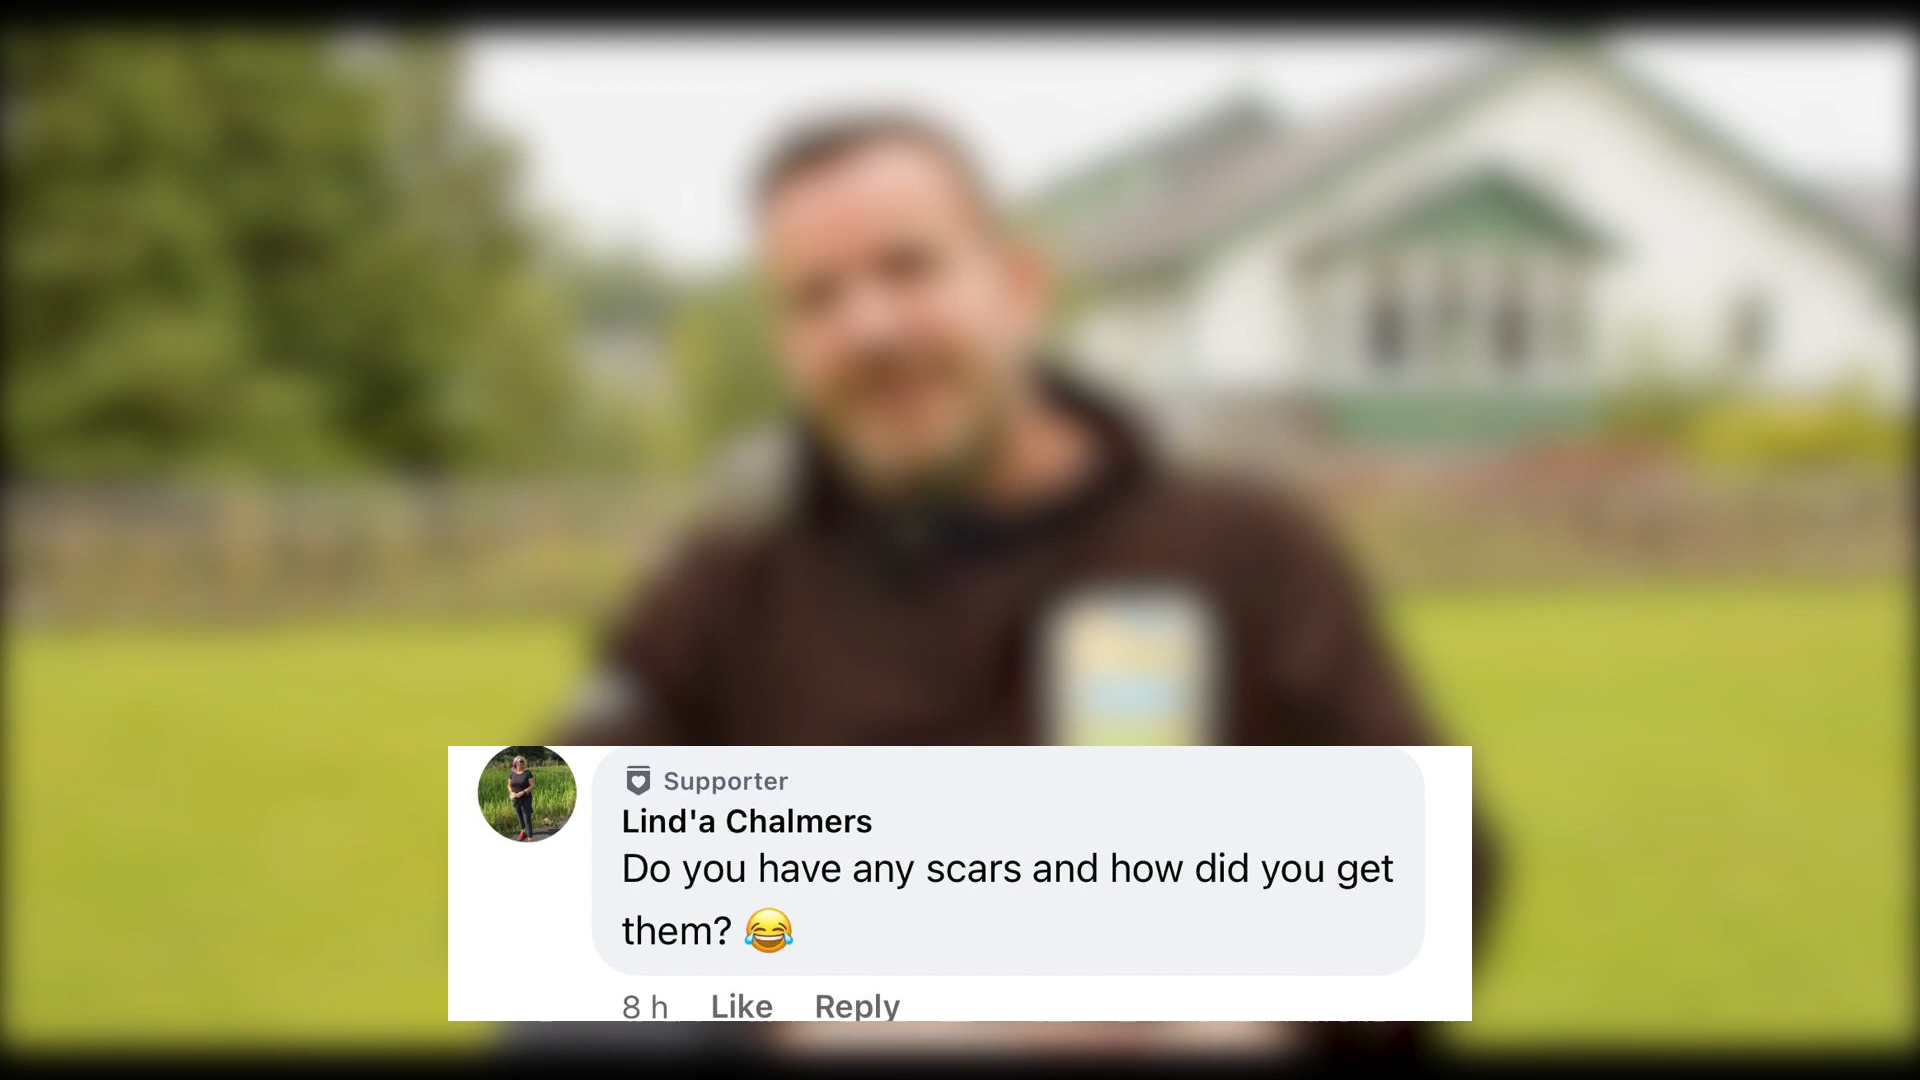 Supporter
Lind'a Chalmers
Do you have any scars and how did you get
them? 😂
8 h Like Reply